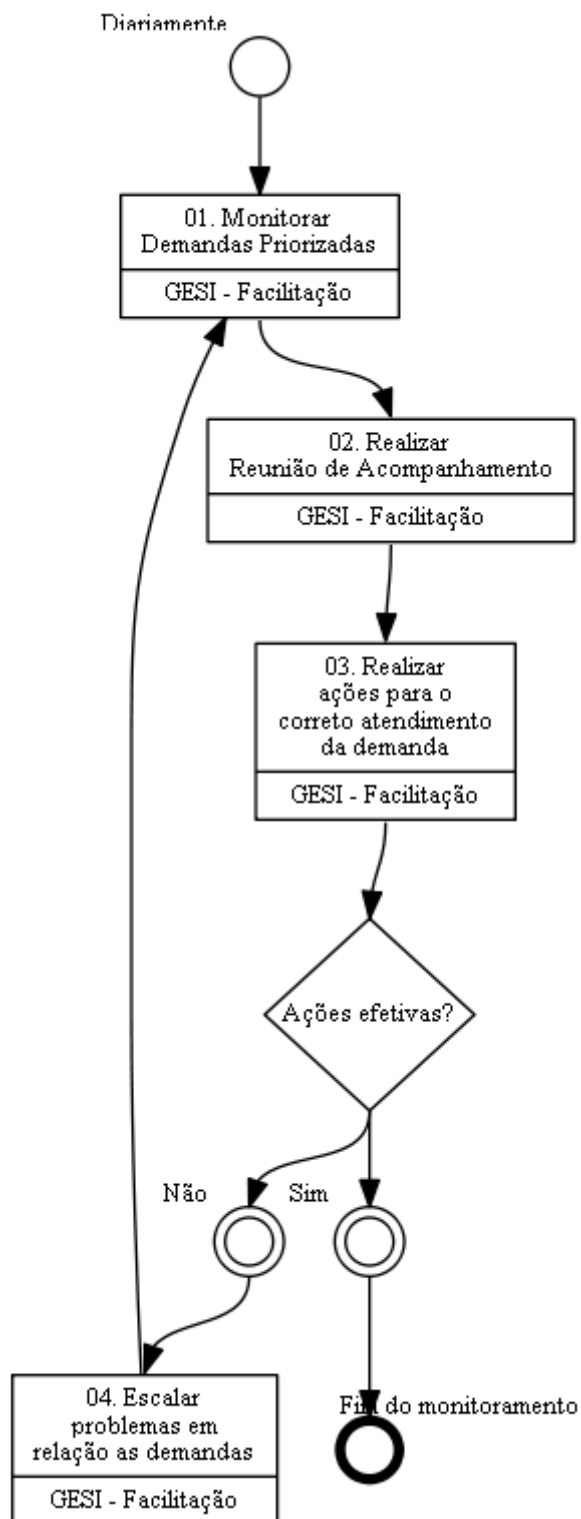 Diariamente
01. Monitorar
Demandas Priorizadas
GESI - Facilitação
02. Realizar
Reunião de Acompanhamento
GESI - Facilitação
03. Realizar
ações para o
correto atendimento
da demanda
GESI - Facilitação
Ações efetivas?
Não
Sim
04. Escalar
problemas em
relação as demandas
GESI - Facilitação
Fim do monitoramento